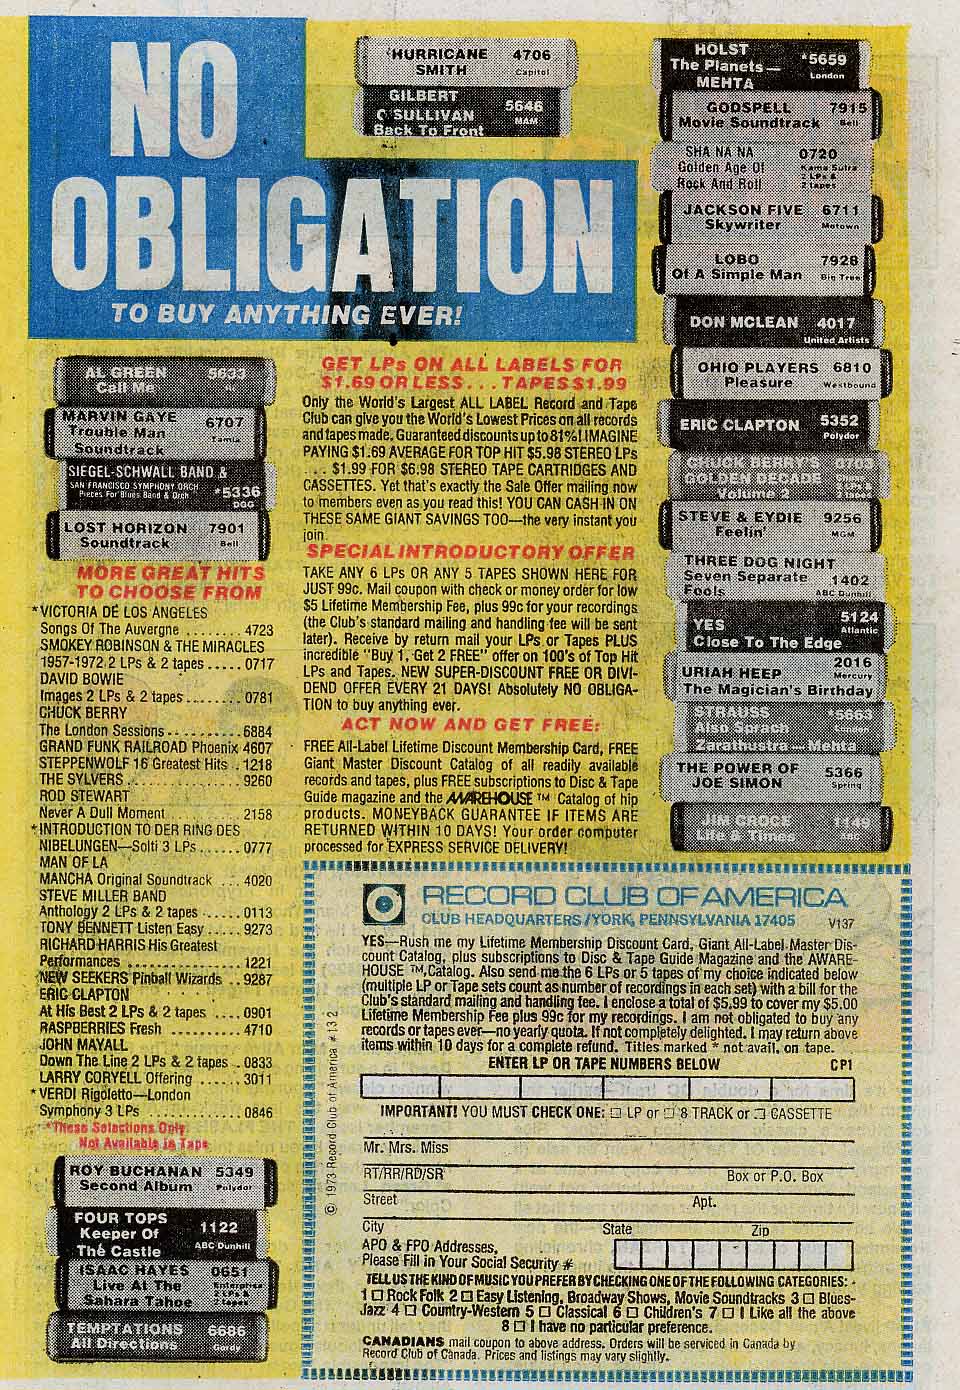 NO
OBLIGATION
TO BUY ANYTHING EVER!
HURRICANE 4706
SMITH Capitol
GILBERT
O'SULLIVAN 5646
Back To Front MAM
HOLST *5659
The Planets— London
MEHTA
GODSPELL 7915
Movie Soundtrack Bell
SHA NA NA 0720
Golden Age Of Kama Sutra
Rock And Roll 2 LPs & 2 tapes
JACKSON FIVE 6711
Skywriter Motown
LOBO 7928
Of A Simple Man Big Tree
DON MCLEAN 4017
United Artists
OHIO PLAYERS 6810
Pleasure Westbound
ERIC CLAPTON 5352
Polydor
CHUCK BERRY'S
GOLDEN DECADE
Volume 2
STEVE & EYDIE 9256
Feelin' MGM
THREE DOG NIGHT
Seven Separate 1402
Fools ABC Dunhill
YES 5124
Close To The Edge Atlantic
URIAH HEEP 2016
Mercury
The Magician's Birthday
STRAUSS *5663
Also Sprach London
Zarathustra—Mehta
THE POWER OF 5366
JOE SIMON Spring
JIM CROCE 1149
Life & Times ABC
AL GREEN 5633
Call Me
MARVIN GAYE 6707
Trouble Man Tamla
Soundtrack
SIEGEL-SCHWALL BAND &
SAN FRANCISCO SYMPHONY ORCH *5336
Pieces For Blues Band & Orch DGG
LOST HORIZON 7901
Soundtrack Bell
MORE GREAT HITS
TO CHOOSE FROM
*VICTORIA DE LOS ANGELES
Songs Of The Auvergne ........ 4723
SMOKEY ROBINSON & THE MIRACLES
1957-1972 2 LPs & 2 tapes ..... 0717
DAVID BOWIE
Images 2 LPs & 2 tapes ........ 0781
CHUCK BERRY
The London Sessions .......... 6884
GRAND FUNK RAILROAD Phoenix 4607
STEPPENWOLF 16 Greatest Hits .. 1218
THE SYLVERS .................. 9260
ROD STEWART
Never A Dull Moment .......... 2158
*INTRODUCTION TO DER RING DES
NIBELUNGEN—Solti 3 LPs ....... 0777
MAN OF LA
MANCHA Original Soundtrack ... 4020
STEVE MILLER BAND
Anthology 2 LPs & 2 tapes ..... 0113
TONY BENNETT Listen Easy ..... 9273
RICHARD HARRIS His Greatest
Performances ................. 1221
NEW SEEKERS Pinball Wizards .. 9287
ERIC CLAPTON
At His Best 2 LPs & 2 tapes .... 0901
RASPBERRIES Fresh ............ 4710
JOHN MAYALL
Down The Line 2 LPs & 2 tapes . 0833
LARRY CORYELL Offering ...... 3011
*VERDI Rigoletto—London
Symphony 3 LPs .............. 0846
*These Selections Only
Not Available in Tape
ROY BUCHANAN 5349
Second Album Polydor
FOUR TOPS 1122
Keeper Of ABC Dunhill
The Castle
ISAAC HAYES 0651
Live At The Enterprise
Sahara Tahoe 2 LPs & 2 tapes
TEMPTATIONS 6686
All Directions Gordy
GET LPs ON ALL LABELS FOR
$1.69 OR LESS... TAPES $1.99
Only the World's Largest ALL LABEL Record and Tape
Club can give you the World's Lowest Prices on all records
and tapes made. Guaranteed discounts up to 81%! IMAGINE
PAYING $1.69 AVERAGE FOR TOP HIT $5.98 STEREO LPs
... $1.99 FOR $6.98 STEREO TAPE CARTRIDGES AND
CASSETTES. Yet that's exactly the Sale Offer mailing now
to members even as you read this! YOU CAN CASH IN ON
THESE SAME GIANT SAVINGS TOO—the very instant you
join.
SPECIAL INTRODUCTORY OFFER
TAKE ANY 6 LPs OR ANY 5 TAPES SHOWN HERE FOR
JUST 99c. Mail coupon with check or money order for low
$5 Lifetime Membership Fee, plus 99c for your recordings
(the Club's standard mailing and handling fee will be sent
later). Receive by return mail your LPs or Tapes PLUS
incredible "Buy 1, Get 2 FREE" offer on 100's of Top Hit
LPs and Tapes. NEW SUPER-DISCOUNT FREE OR DIVI-
DEND OFFER EVERY 21 DAYS! Absolutely NO OBLIGA-
TION to buy anything ever.
ACT NOW AND GET FREE:
FREE All-Label Lifetime Discount Membership Card, FREE
Giant Master Discount Catalog of all readily available
records and tapes, plus FREE subscriptions to Disc & Tape
Guide magazine and the AWAREHOUSE ™ Catalog of hip
products. MONEYBACK GUARANTEE IF ITEMS ARE
RETURNED WITHIN 10 DAYS! Your order computer
processed for EXPRESS SERVICE DELIVERY!
RECORD CLUB OF AMERICA
CLUB HEADQUARTERS/YORK, PENNSYLVANIA 17405 V137
YES—Rush me my Lifetime Membership Discount Card, Giant All-Label Master Dis-
count Catalog, plus subscriptions to Disc & Tape Guide Magazine and the AWARE-
HOUSE ™ Catalog. Also send me the 6 LPs or 5 tapes of my choice indicated below
(multiple LP or Tape sets count as number of recordings in each set) with a bill for the
Club's standard mailing and handling fee. I enclose a total of $5.99 to cover my $5.00
Lifetime Membership Fee plus 99c for my recordings. I am not obligated to buy any
records or tapes ever—no yearly quota. If not completely delighted. I may return above
items within 10 days for a complete refund. Titles marked * not avail. on tape.
ENTER LP OR TAPE NUMBERS BELOW CP1
IMPORTANT! YOU MUST CHECK ONE: □ LP or □ 8 TRACK or □ CASSETTE
Mr. Mrs. Miss
RT/RR/RD/SR Box or P.O. Box
Street Apt.
City State Zip
APO & FPO Addresses,
Please Fill in Your Social Security #
TELL US THE KIND OF MUSIC YOU PREFER BY CHECKING ONE OF THE FOLLOWING CATEGORIES:
1 □ Rock Folk 2 □ Easy Listening, Broadway Shows, Movie Soundtracks 3 □ Blues-
Jazz 4 □ Country-Western 5 □ Classical 6 □ Children's 7 □ I Like all the above
8 □ I have no particular preference.
CANADIANS mail coupon to above address. Orders will be serviced in Canada by
Record Club of Canada. Prices and listings may vary slightly.
© 1973 Record Club of America #132